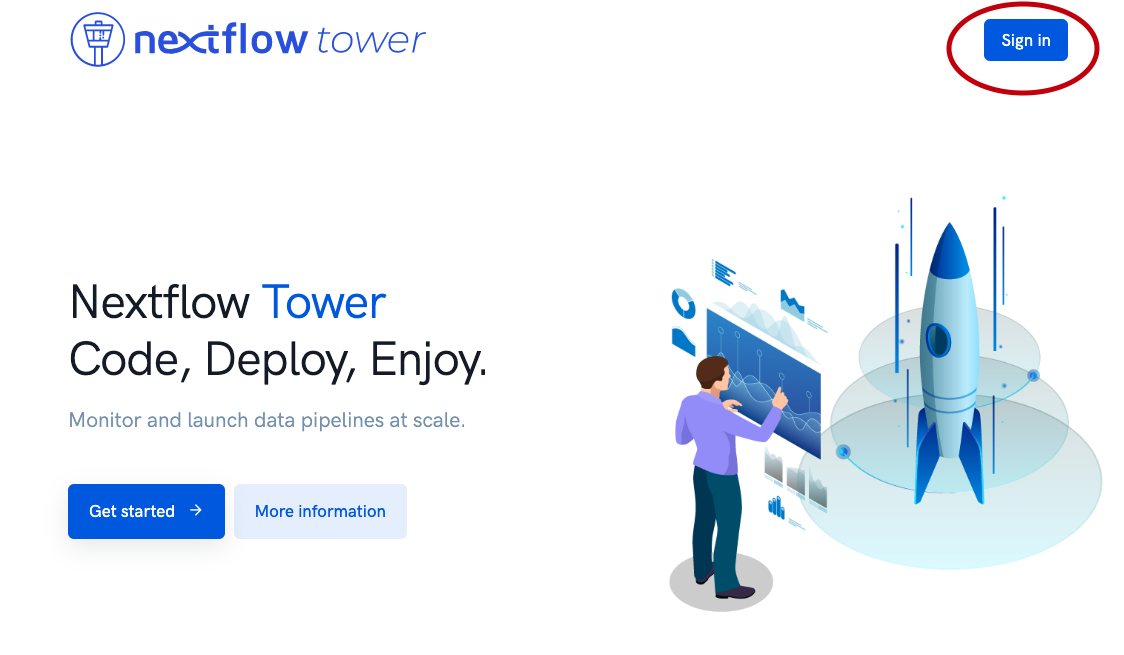 nextflow tower
Sign in
Nextflow Tower
Code, Deploy, Enjoy.
Monitor and launch data pipelines at scale.
Get started →
More information